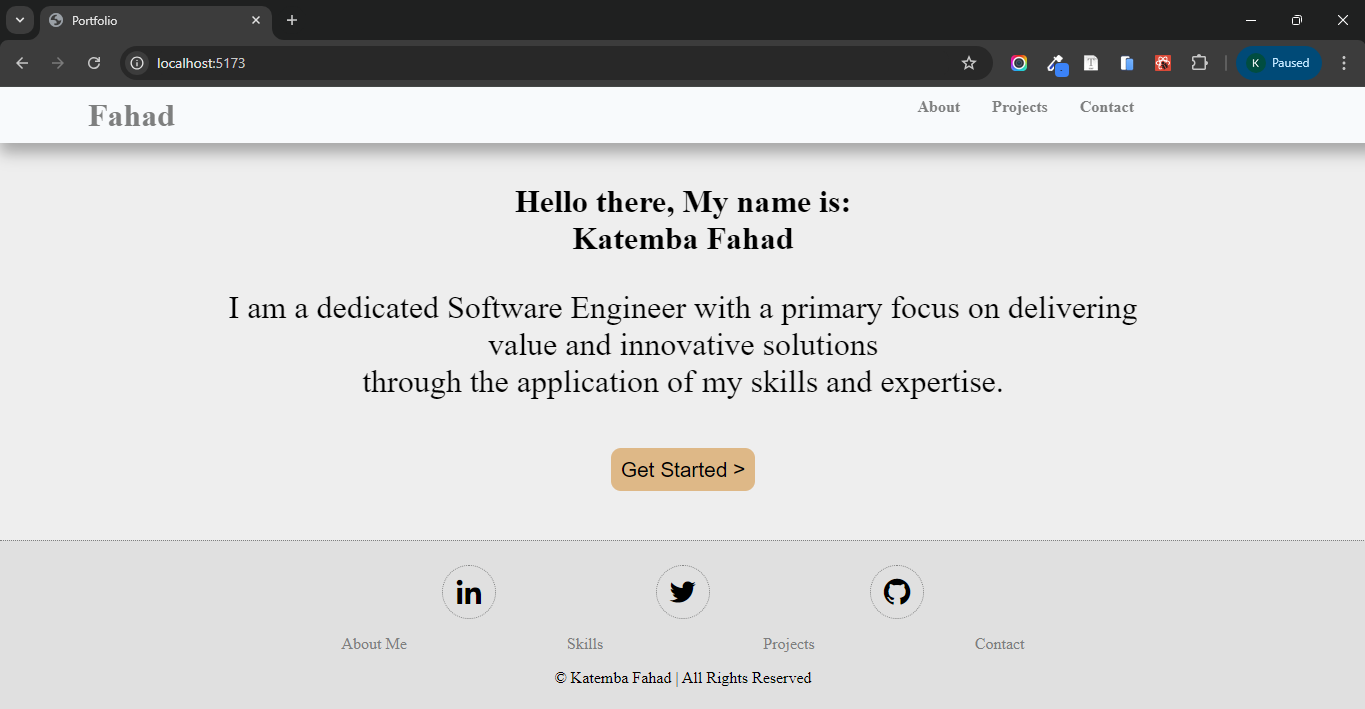 Portfolio
localhost:5173
K Paused
Fahad
About Projects Contact
Hello there, My name is:
Katemba Fahad
I am a dedicated Software Engineer with a primary focus on delivering
value and innovative solutions
through the application of my skills and expertise.
Get Started >
in
About Me Skills Projects Contact
© Katemba Fahad | All Rights Reserved